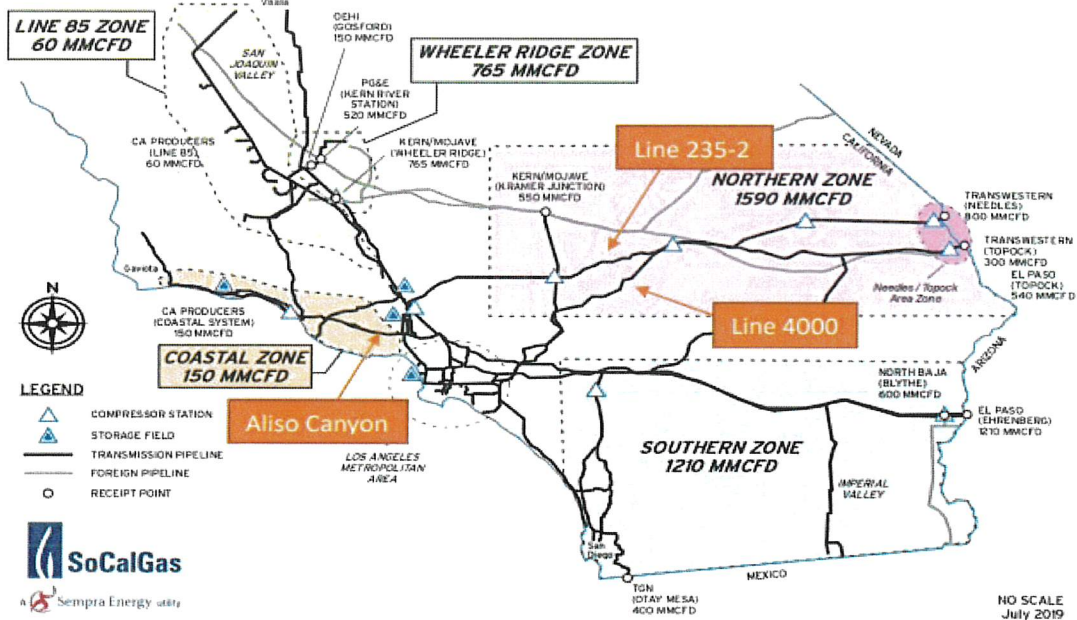 Visalia
LINE 85 ZONE
60 MMCFD
SAN
JOAQUIN
VALLEY
OEHI
(GOSFORD)
150 MMCFD
WHEELER RIDGE ZONE
765 MMCFD
PG&E
(KERN RIVER
STATION)
520 MMCFD
CA PRODUCERS
(LINE 85)
60 MMCFD
KERN/MOJAVE
(WHEELER RIDGE)
765 MMCFD
Line 235-2
NEVADA
CALIFORNIA
KERN/MOJAVE
(KRAMER JUNCTION)
550 MMCFD
NORTHERN ZONE
1590 MMCFD
TRANSWESTERN
(NEEDLES)
800 MMCFD
TRANSWESTERN
(TOPOCK)
300 MMCFD
EL PASO
(TOPOCK)
540 MMCFD
Needles / Topock
Area Zone
Gaviota
N
CA PRODUCERS
(COASTAL SYSTEM)
150 MMCFD
Line 4000
COASTAL ZONE
150 MMCFD
ARIZONA
NORTH BAJA
(BLYTHE)
600 MMCFD
EL PASO
(EHRENBERG)
1210 MMCFD
Aliso Canyon
LOS ANGELES
METROPOLITAN
AREA
SOUTHERN ZONE
1210 MMCFD
IMPERIAL
VALLEY
LEGEND
COMPRESSOR STATION
STORAGE FIELD
TRANSMISSION PIPELINE
FOREIGN PIPELINE
RECEIPT POINT
San
Diego
MEXICO
TGN
(OTAY MESA)
400 MMCFD
SoCalGas
A Sempra Energy utility
NO SCALE
July 2019